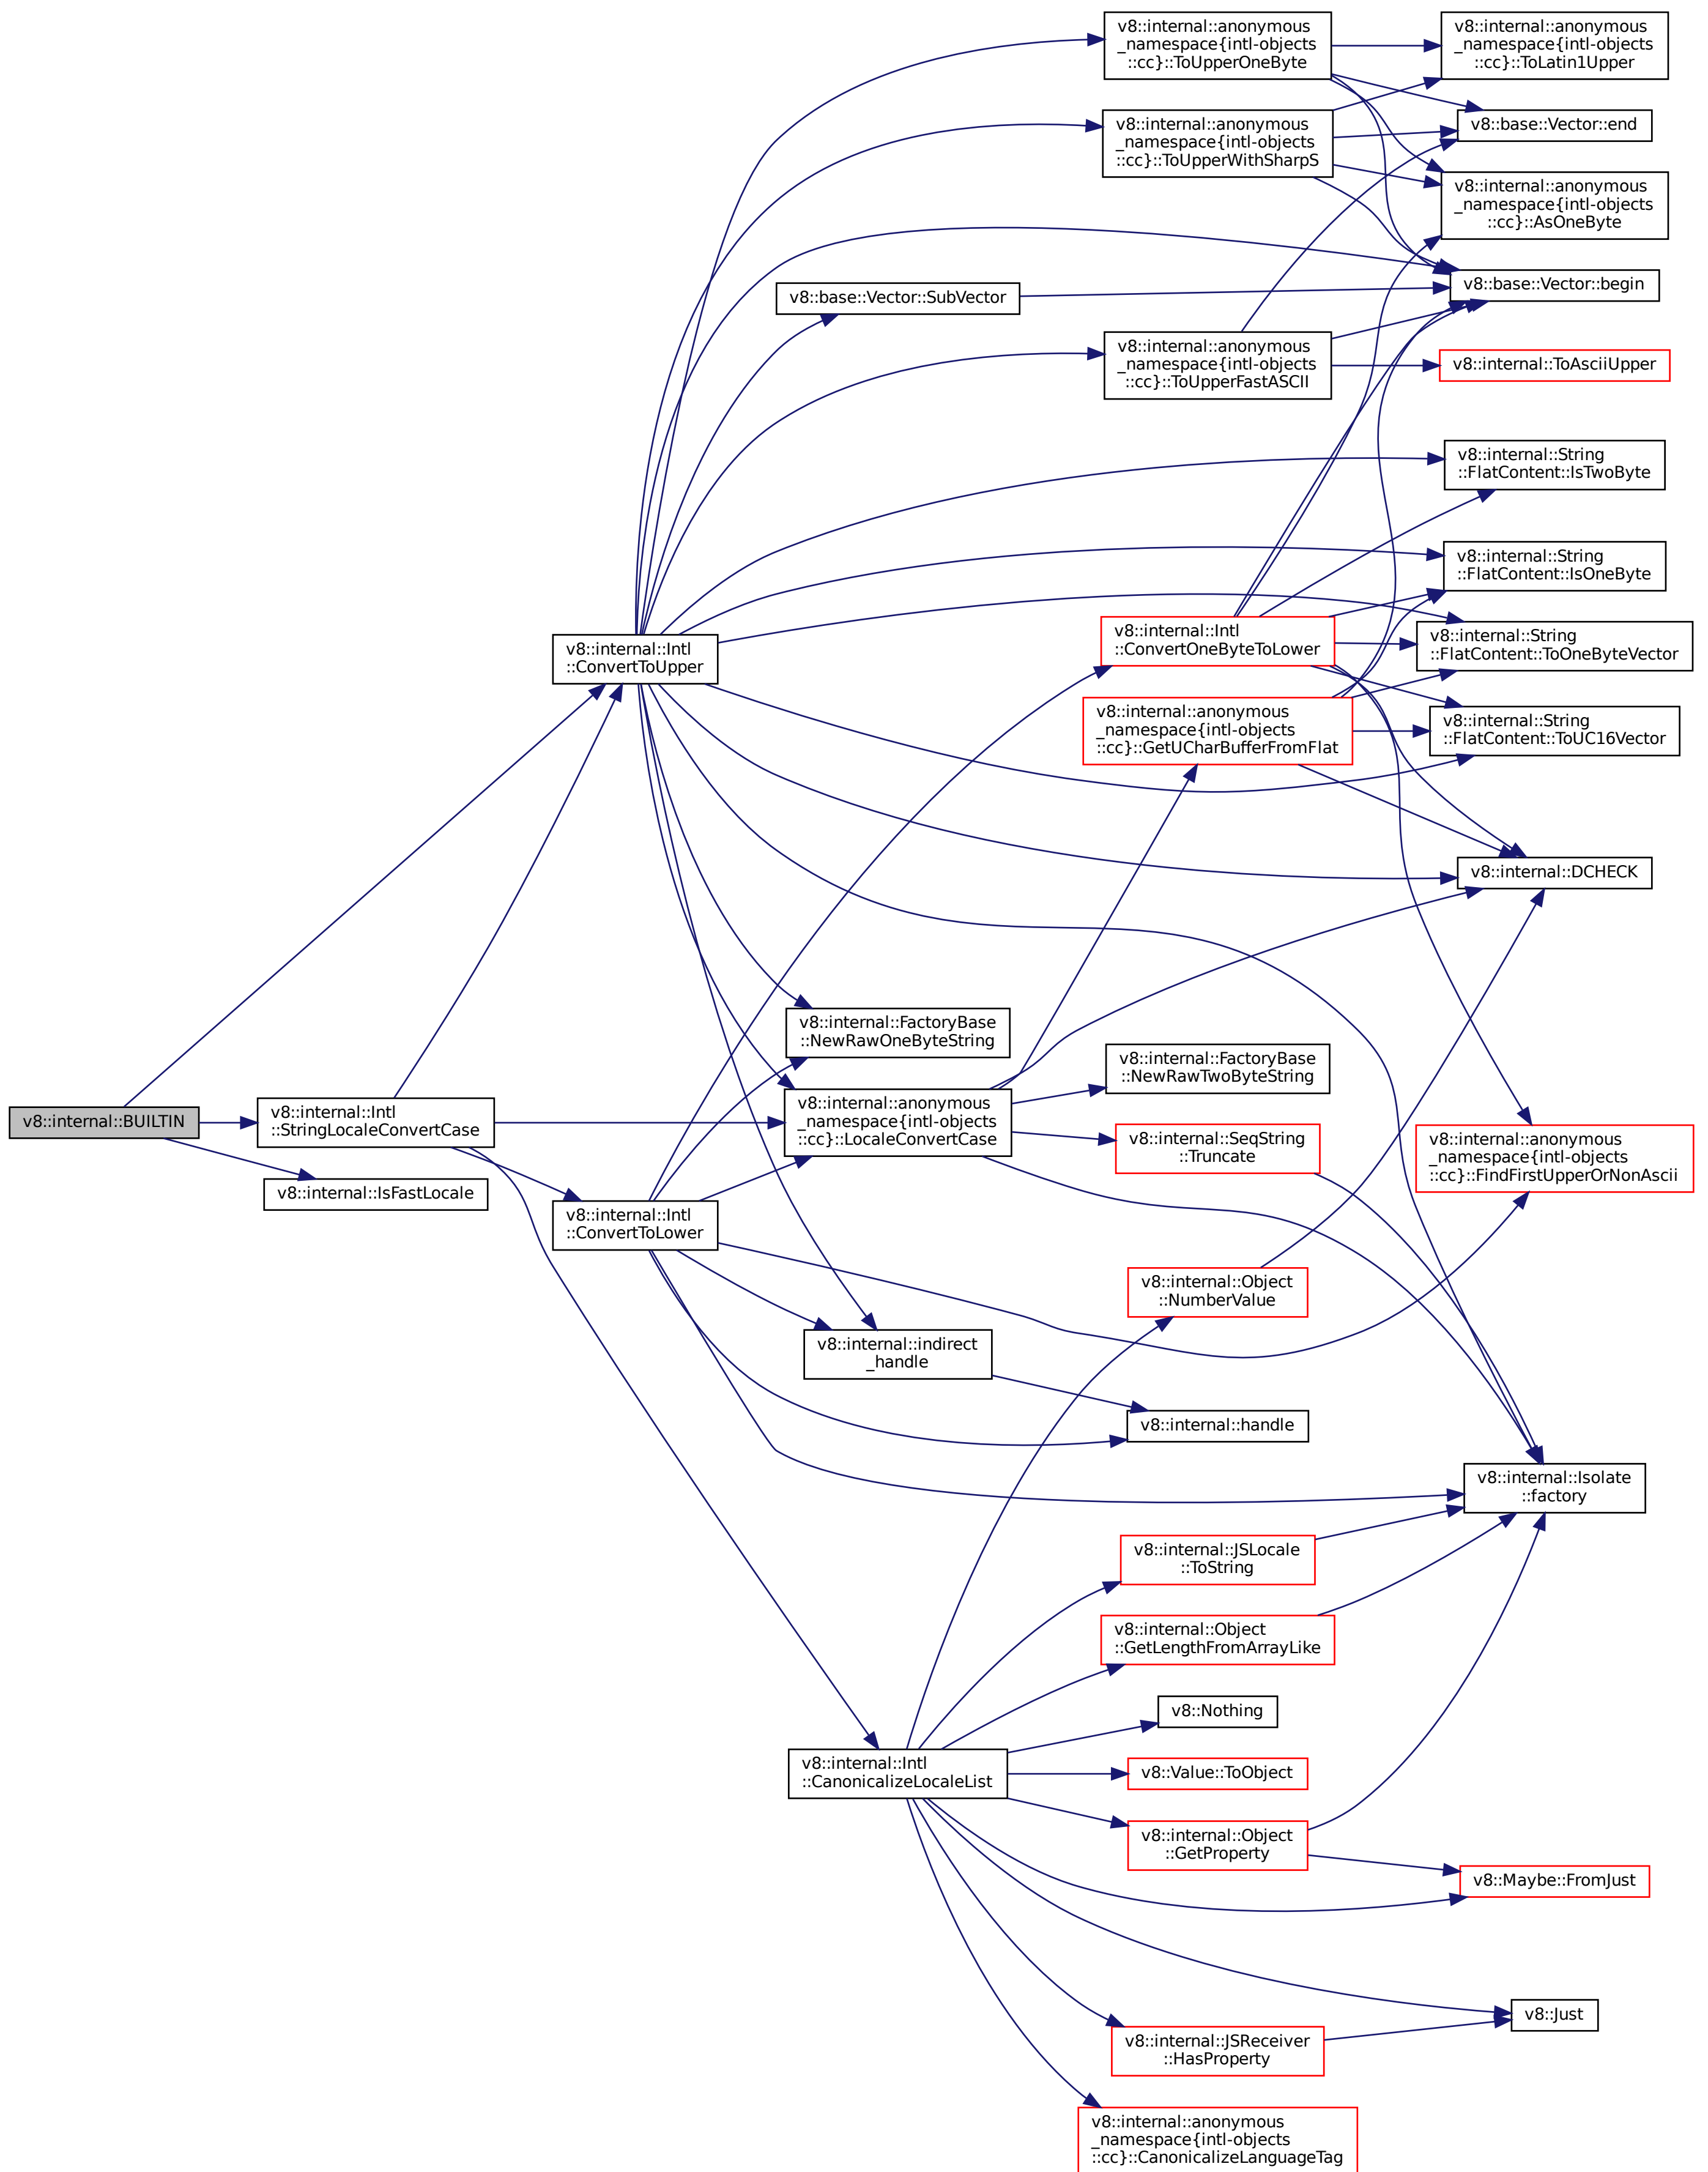 v8::internal::anonymous
_namespace{intl-objects
::cc}::ToUpperOneByte
v8::internal::anonymous
_namespace{intl-objects
::cc}::ToLatin1Upper
v8::internal::anonymous
_namespace{intl-objects
::cc}::ToUpperWithSharpS
v8::base::Vector::end
v8::internal::anonymous
_namespace{intl-objects
::cc}::AsOneByte
v8::base::Vector::SubVector
v8::base::Vector::begin
v8::internal::anonymous
_namespace{intl-objects
::cc}::ToUpperFastASCII
v8::internal::ToAsciiUpper
v8::internal::String
::FlatContent::IsTwoByte
v8::internal::String
::FlatContent::IsOneByte
v8::internal::Intl
::ConvertToUpper
v8::internal::Intl
::ConvertOneByteToLower
v8::internal::String
::FlatContent::ToOneByteVector
v8::internal::anonymous
_namespace{intl-objects
::cc}::GetUCharBufferFromFlat
v8::internal::String
::FlatContent::ToUC16Vector
v8::internal::DCHECK
v8::internal::FactoryBase
::NewRawOneByteString
v8::internal::FactoryBase
::NewRawTwoByteString
v8::internal::BUILTIN
v8::internal::Intl
::StringLocaleConvertCase
v8::internal::anonymous
_namespace{intl-objects
::cc}::LocaleConvertCase
v8::internal::SeqString
::Truncate
v8::internal::anonymous
_namespace{intl-objects
::cc}::FindFirstUpperOrNonAscii
v8::internal::IsFastLocale
v8::internal::Intl
::ConvertToLower
v8::internal::Object
::NumberValue
v8::internal::indirect
_handle
v8::internal::handle
v8::internal::Isolate
::factory
v8::internal::JSLocale
::ToString
v8::internal::Object
::GetLengthFromArrayLike
v8::Nothing
v8::internal::Intl
::CanonicalizeLocaleList
v8::Value::ToObject
v8::internal::Object
::GetProperty
v8::Maybe::FromJust
v8::Just
v8::internal::JSReceiver
::HasProperty
v8::internal::anonymous
_namespace{intl-objects
::cc}::CanonicalizeLanguageTag